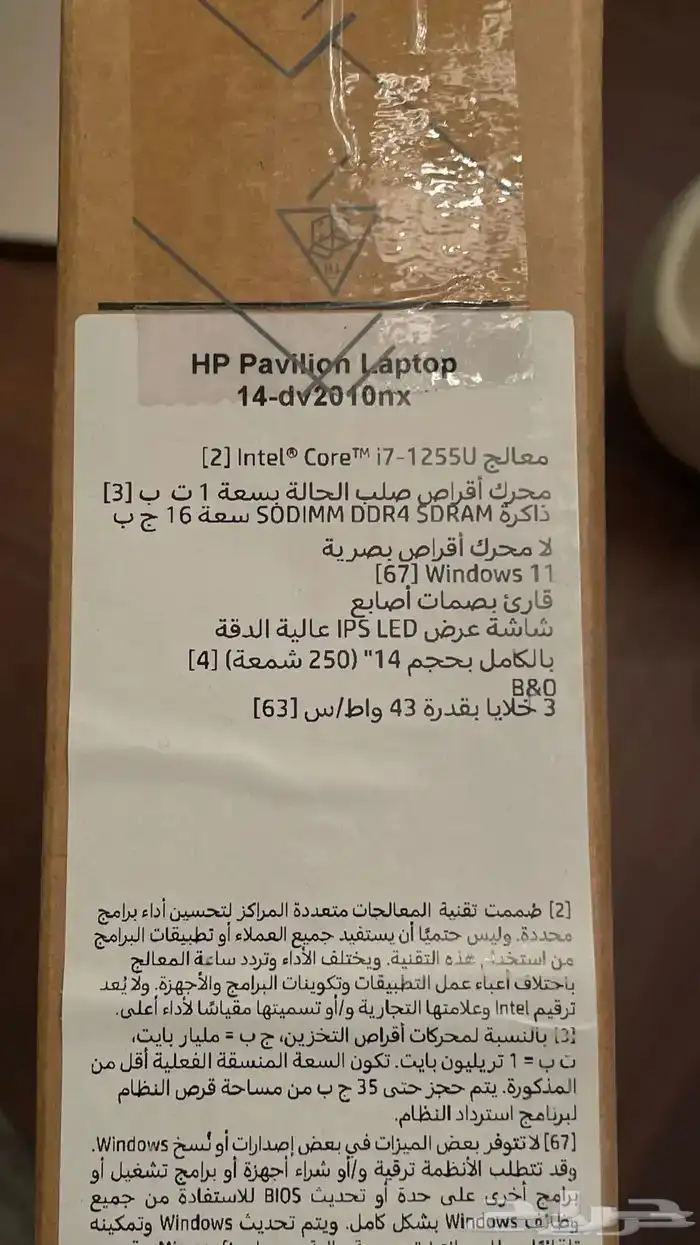 HP Pavilion Laptop
14-dv2010nx
معالج Intel® Core™ i7-1255U [2]
محرك أقراص صلب الحالة بسعة 1 ت ب [3]
ذاكرة SODIMM DDR4 SDRAM سعة 16 ج ب
لا محرك أقراص بصرية
Windows 11 [67]
قارئ بصمات أصابع
شاشة عرض IPS LED عالية الدقة
بالكامل بحجم 14" (250 شمعة) [4]
B&O
3 خلايا بقدرة 43 واط/س [63]
[2] صُممت تقنية المعالجات متعددة المراكز لتحسين أداء برامج
محددة. وليس حتميًا أن يستفيد جميع العملاء أو تطبيقات البرامج
من استخدام هذه التقنية. ويختلف الأداء وتردد ساعة المعالج
باختلاف أعباء عمل التطبيقات وتكوينات البرامج والأجهزة. ولا يُعد
ترقيم Intel وعلامتها التجارية و/أو تسميتها مقياسًا لأداء أعلى.
[3] بالنسبة لمحركات أقراص التخزين، ج ب = مليار بايت،
ت ب = 1 تريليون بايت. تكون السعة المنسقة الفعلية أقل من
المذكورة. يتم حجز حتى 35 ج ب من مساحة قرص النظام
لبرنامج استرداد النظام.
[67] لا تتوفر بعض الميزات في بعض إصدارات أو نُسخ Windows.
وقد تتطلب الأنظمة ترقية و/أو شراء أجهزة أو برامج تشغيل أو
برامج أخرى على حدة أو تحديث BIOS للاستفادة من جميع
وظائف Windows بشكل كامل. ويتم تحديث Windows وتمكينه
حراج